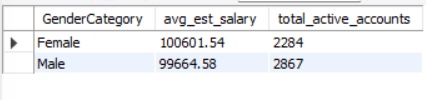 GenderCategory avg_est_salary total_active_accounts
Female 100601.54 2284
Male 99664.58 2867